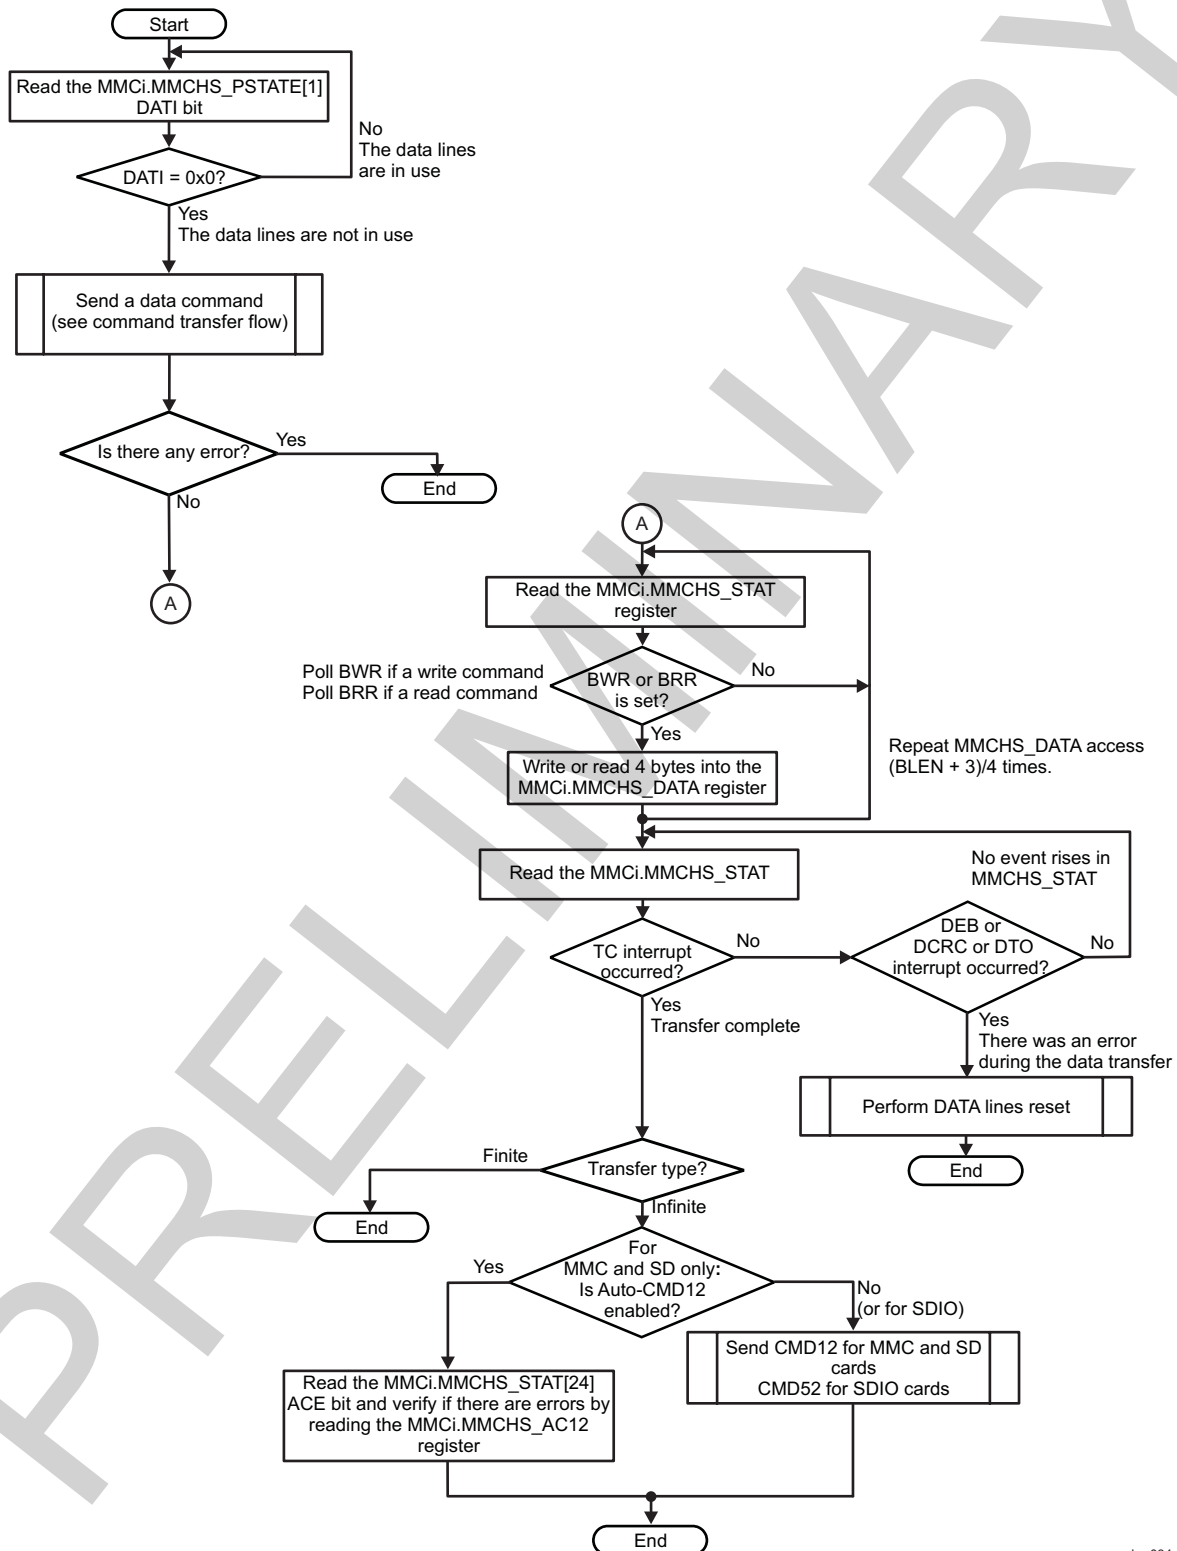 Start
Read the MMCi.MMCHS_PSTATE[1]
DATI bit
No
The data lines
are in use
DATI = 0x0?
Yes
The data lines are not in use
Send a data command
(see command transfer flow)
Is there any error?
Yes
End
No
A
A
Read the MMCi.MMCHS_STAT
register
Poll BWR if a write command
Poll BRR if a read command
BWR or BRR
is set?
No
Yes
Write or read 4 bytes into the
MMCi.MMCHS_DATA register
Repeat MMCHS_DATA access
(BLEN + 3)/4 times.
Read the MMCi.MMCHS_STAT
No event rises in
MMCHS_STAT
TC interrupt
occurred?
No
DEB or
DCRC or DTO
interrupt occurred?
No
Yes
Transfer complete
Yes
There was an error
during the data transfer
Perform DATA lines reset
End
Transfer type?
Finite
End
Infinite
For
MMC and SD only:
Is Auto-CMD12
enabled?
Yes
No
(or for SDIO)
Send CMD12 for MMC and SD
cards
CMD52 for SDIO cards
Read the MMCi.MMCHS_STAT[24]
ACE bit and verify if there are errors by
reading the MMCi.MMCHS_AC12
register
End
PRELIMINARY